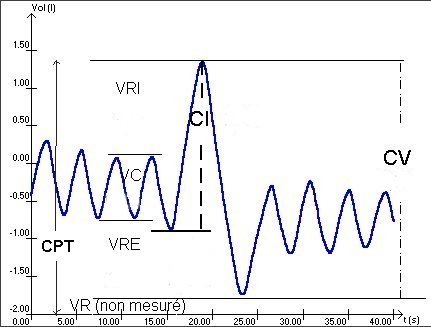 Vol (l)
1.50
1.00
VRI
0.50
CI
0.00
VC
CV
-0.50
VRE
CPT
-1.00
-1.50
VR (non mesuré)
-2.00
0.00 5.00 10.00 15.00 20.00 25.00 30.00 35.00 40.00 t (s)